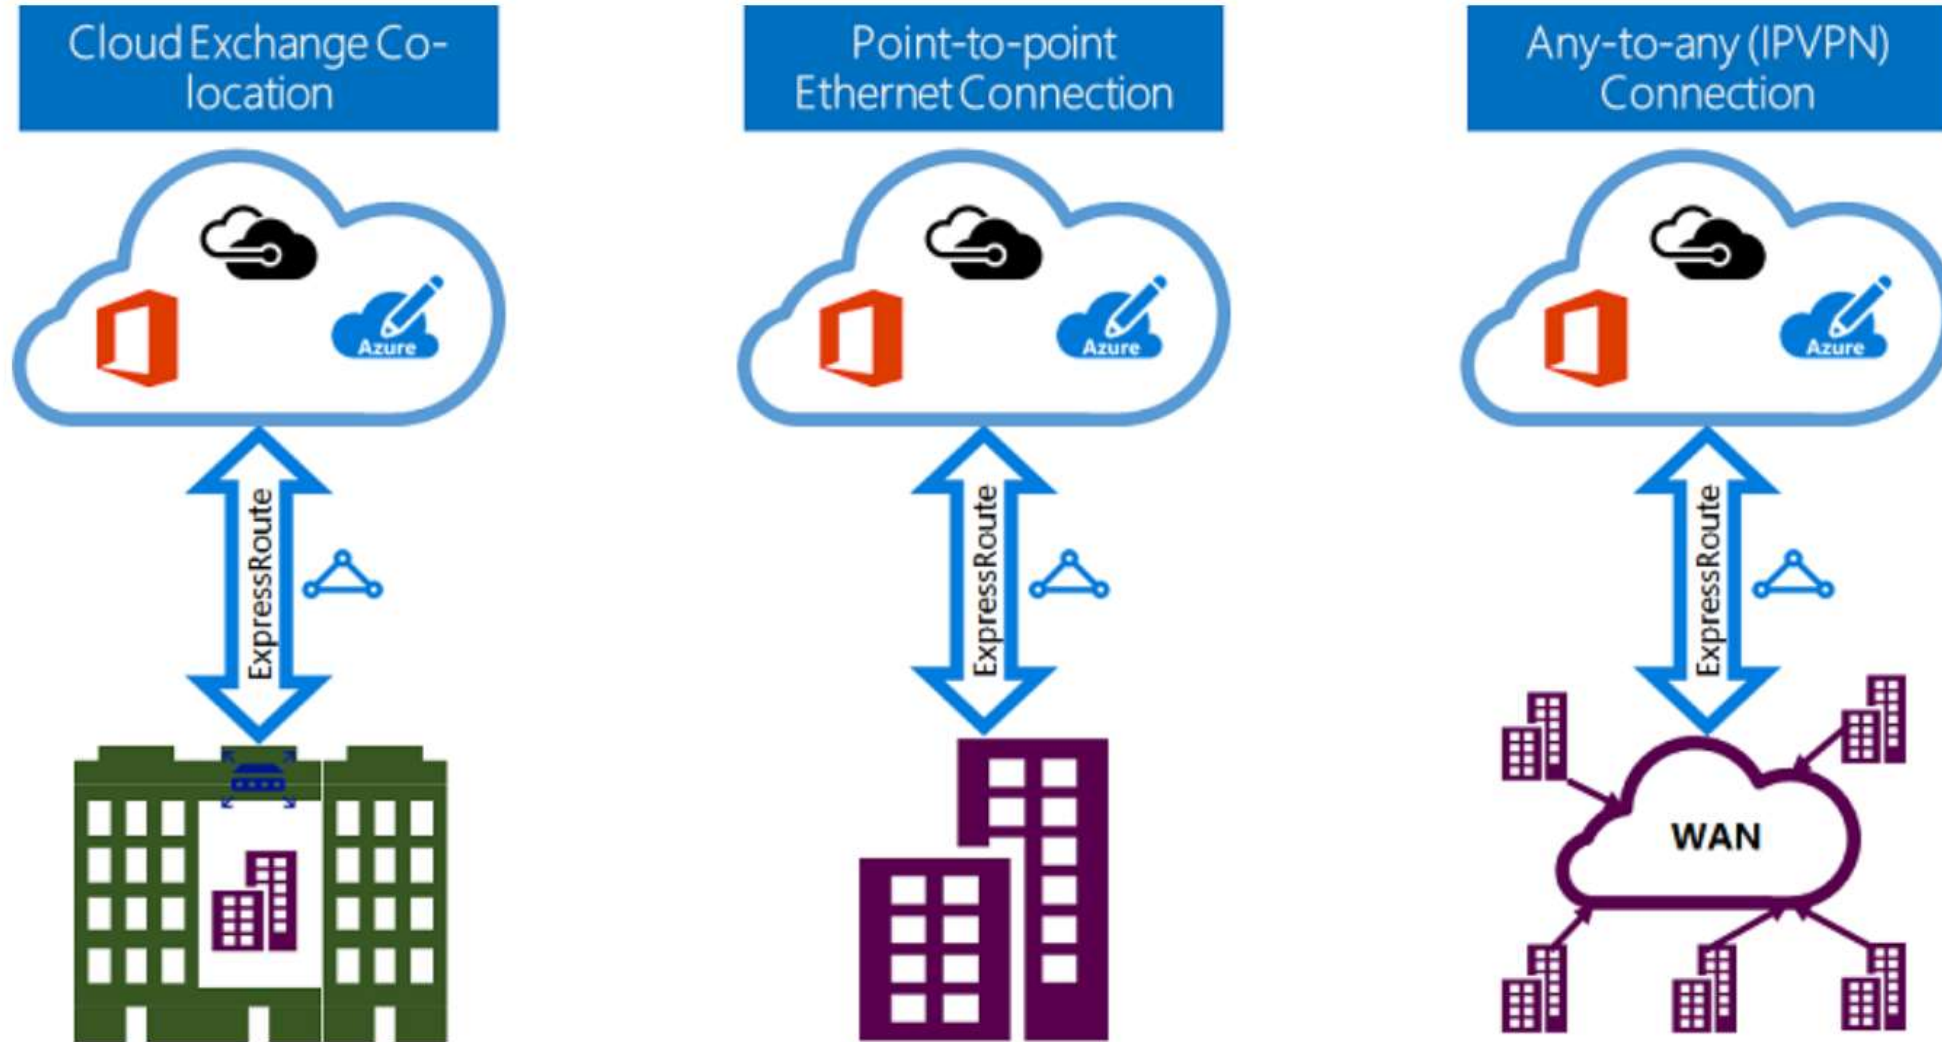 Cloud Exchange Co-
location
Point-to-point
Ethernet Connection
Any-to-any (IPVPN)
Connection
Azure
Azure
Azure
ExpressRoute
ExpressRoute
ExpressRoute
WAN